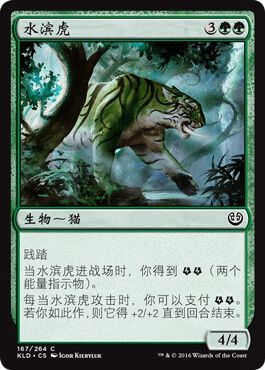 水滨虎 3
生物～猫
践踏
当水滨虎进战场时，你得到（两个
能量指示物）。
每当水滨虎攻击时，你可以支付。
若你如此作，则它得 +2/+2 直到回合结束。
4/4
167/264 C
KLD • CS IGOR KIERYLUK
™ & © 2016 Wizards of the Coast